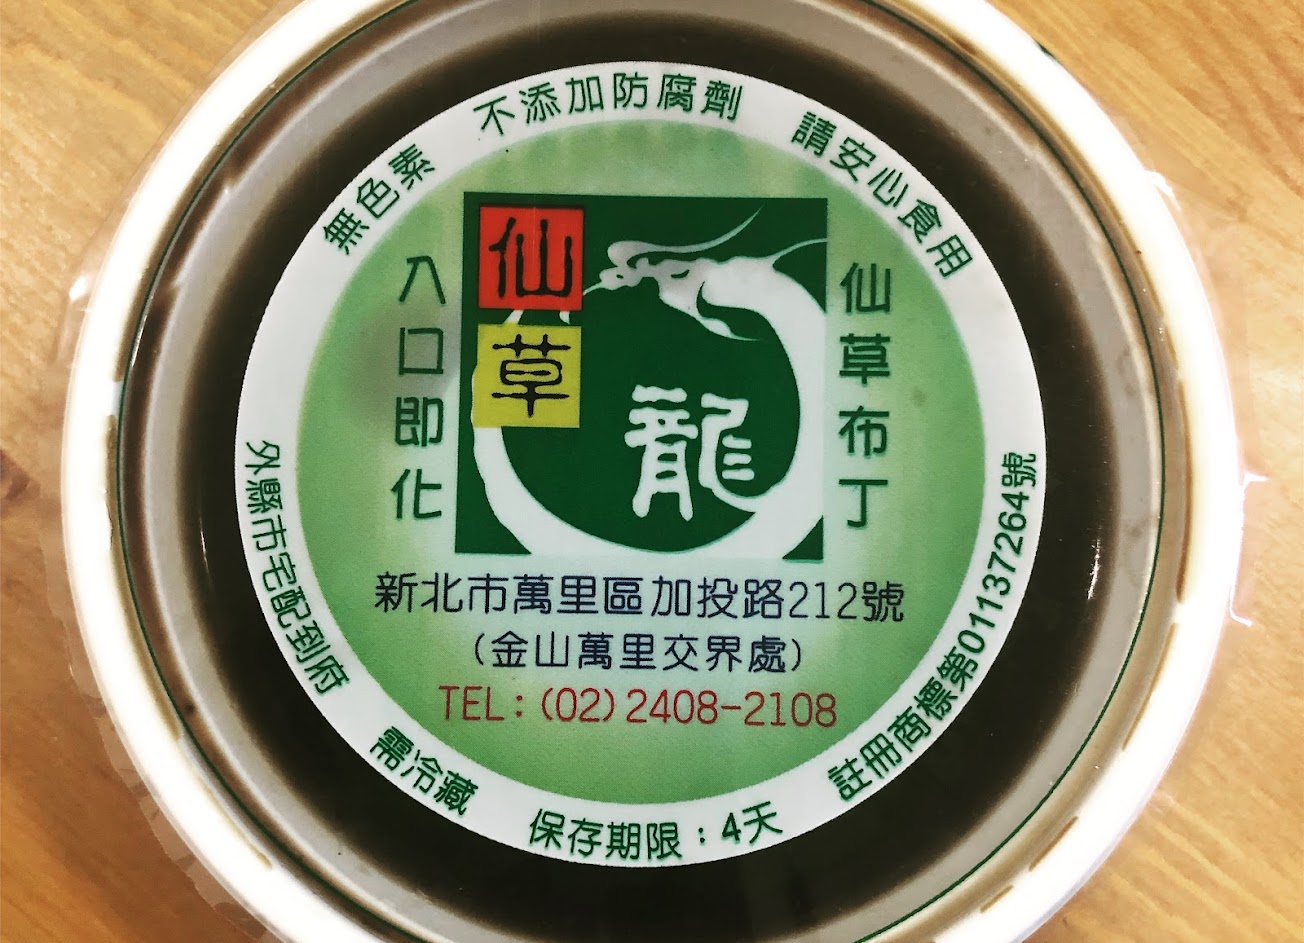 無色素 不添加防腐劑 請安心食用
仙草
龍
仙草布丁
入口即化
新北市萬里區加投路212號
(金山萬里交界處)
TEL:(02)2408-2108
外縣市宅配到府 需冷藏 保存期限:4天 註冊商標第01137264號